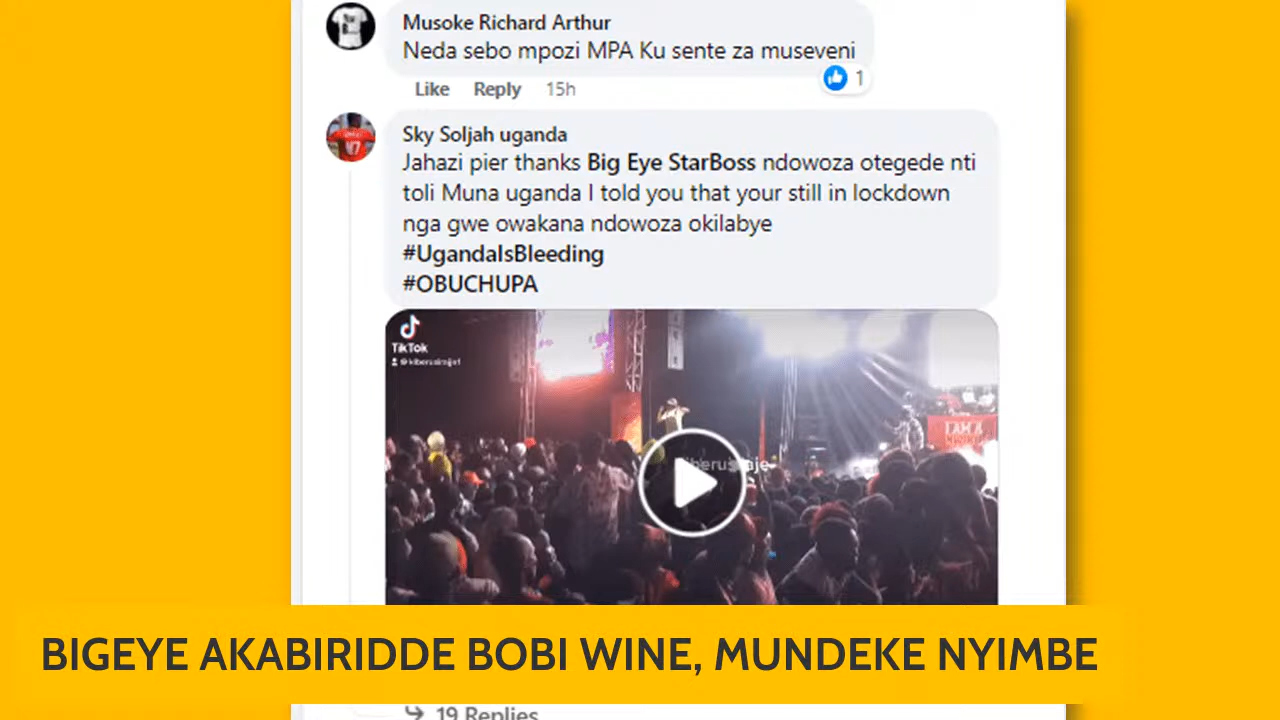 Musoke Richard Arthur
Neda sebo mpozi MPA Ku sente za museveni
Like Reply 15h
1
Sky Soljah uganda
Jahazi pier thanks Big Eye StarBoss ndowoza otegede nti
toli Muna uganda I told you that your still in lockdown
nga gwe owakana ndowoza okilabye
#UgandaIsBleeding
#OBUCHUPA
TikTok
I AM A
BIGEYE AKABIRIDDE BOBI WINE, MUNDEKE NYIMBE
19 Replies